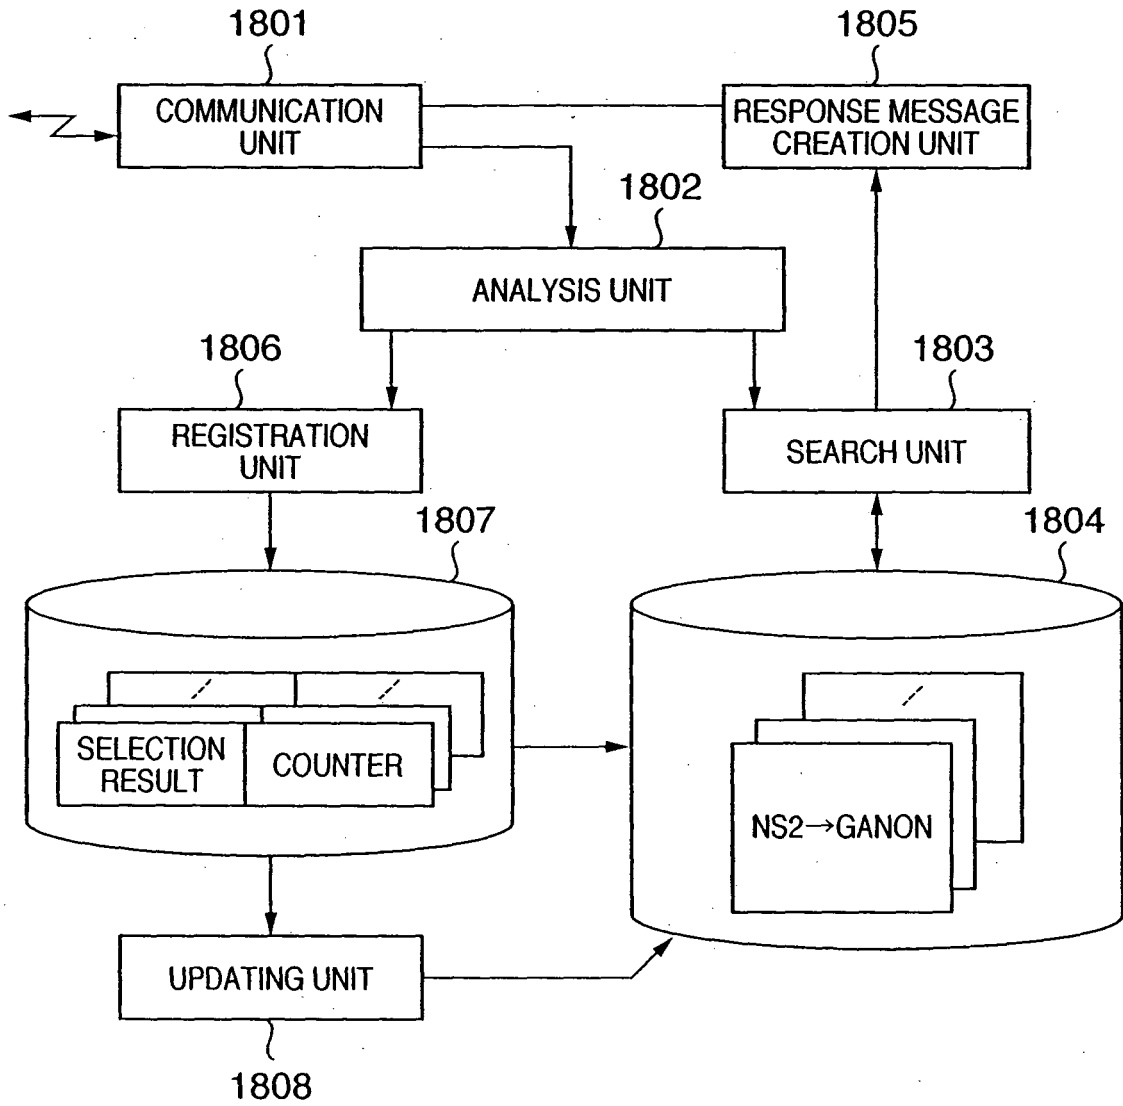 1801
1805
COMMUNICATION
UNIT
RESPONSE MESSAGE
CREATION UNIT
1802
ANALYSIS UNIT
1806
1803
REGISTRATION
UNIT
SEARCH UNIT
1807
1804
SELECTION
RESULT
COUNTER
NS2→GANON
UPDATING UNIT
1808